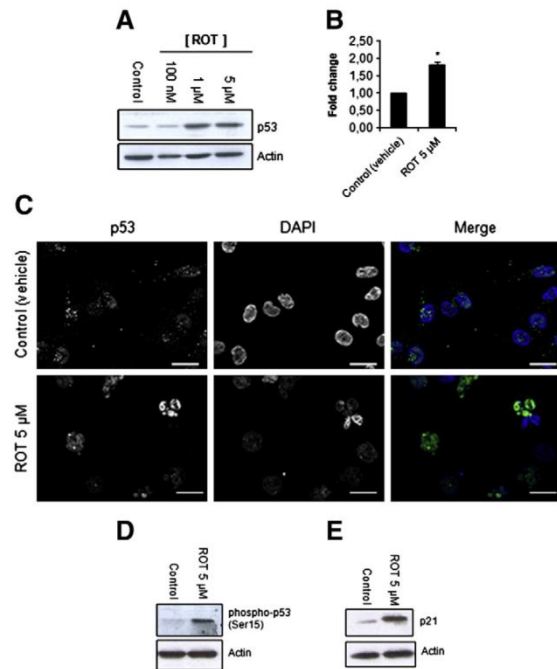 A
[ ROT ]
Control
100 nM
1 µM
5 µM
p53
Actin
B
Fold change
2,50
2,00
1,50
1,00
0,50
0,00
*
Control (vehicle)
ROT 5 µM
C
p53
DAPI
Merge
Control (vehicle)
ROT 5 µM
D
Control
ROT 5 µM
phospho-p53
(Ser15)
Actin
E
Control
ROT 5 µM
p21
Actin